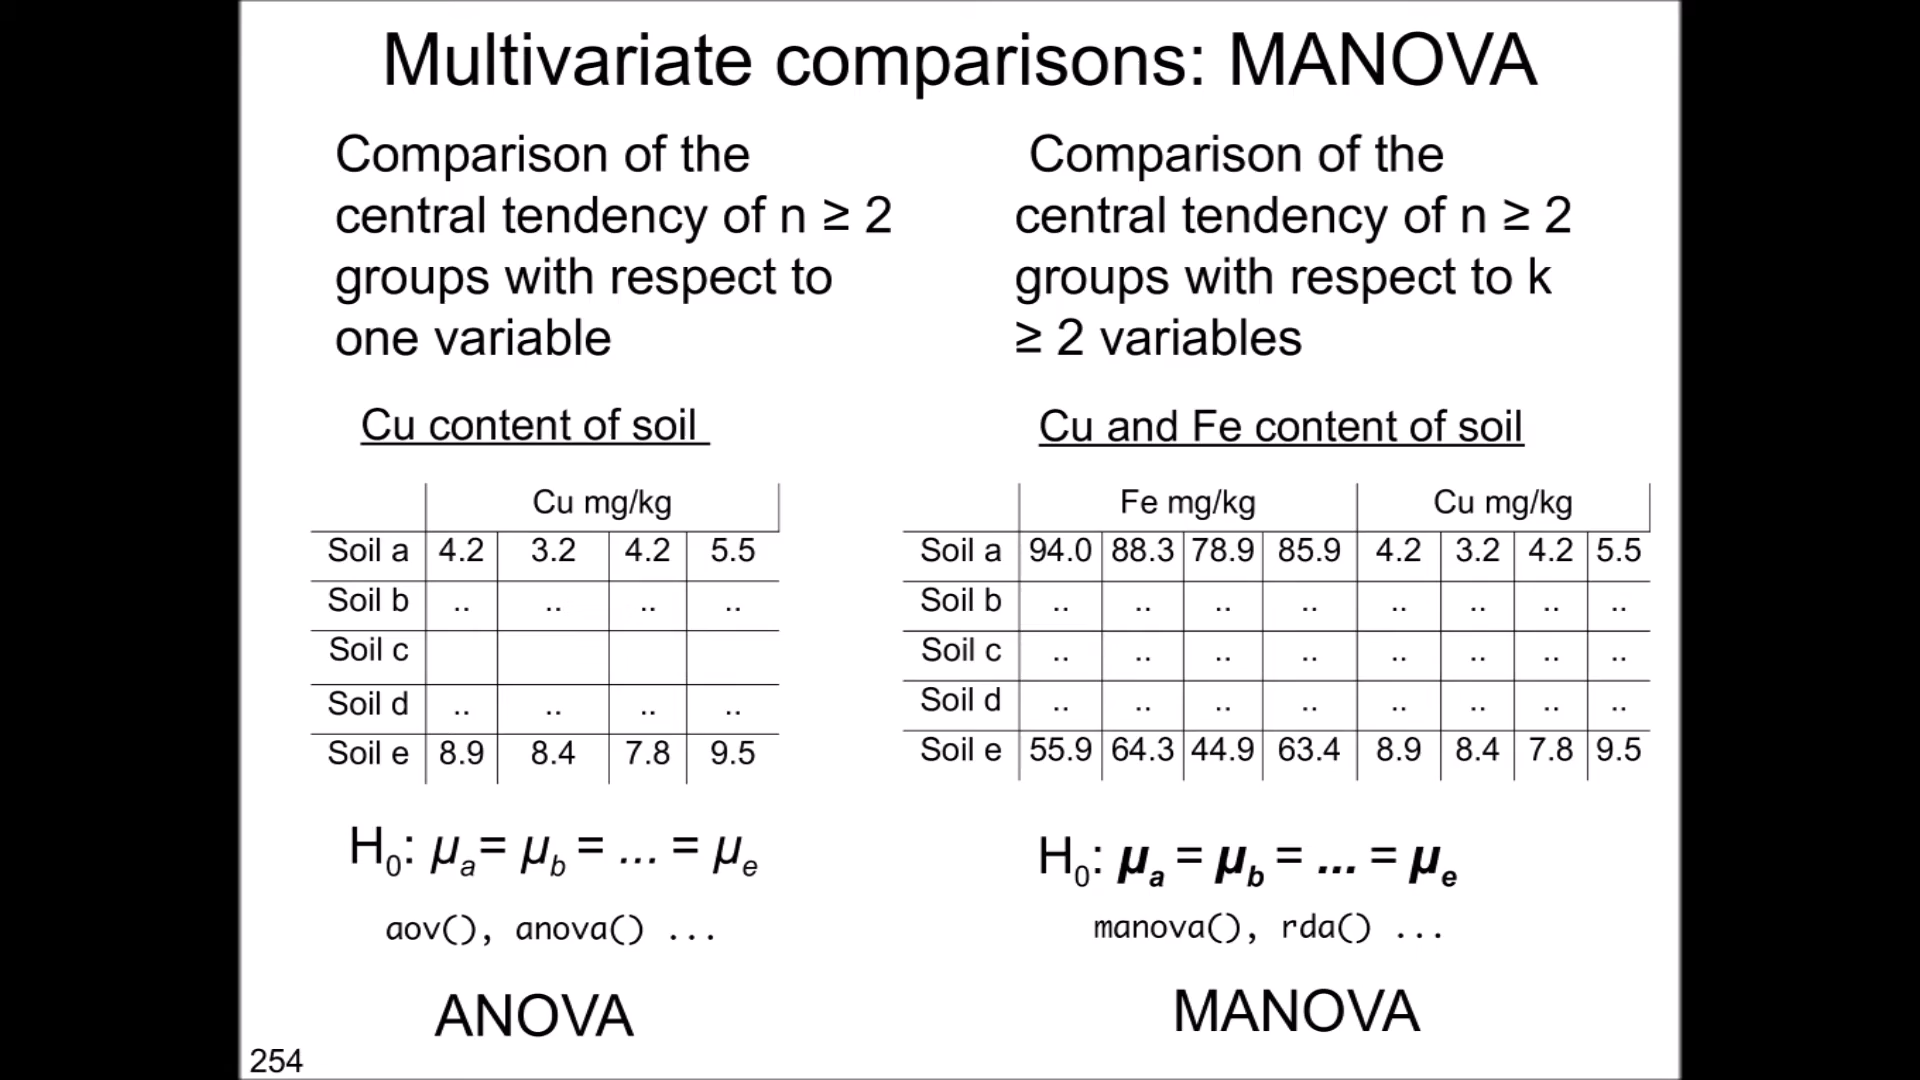 Multivariate comparisons: MANOVA
Comparison of the
central tendency of n ≥ 2
groups with respect to
one variable
Cu content of soil
Cu mg/kg
Soil a 4.2 3.2 4.2 5.5
Soil b .. .. .. ..
Soil c
Soil d .. .. .. ..
Soil e 8.9 8.4 7.8 9.5
H0: μa = μb = ... = μe
aov(), anova() ...
ANOVA
Comparison of the
central tendency of n ≥ 2
groups with respect to k
≥ 2 variables
Cu and Fe content of soil
Fe mg/kg Cu mg/kg
Soil a 94.0 88.3 78.9 85.9 4.2 3.2 4.2 5.5
Soil b .. .. .. .. .. .. .. ..
Soil c .. .. .. .. .. .. .. ..
Soil d .. .. .. .. .. .. .. ..
Soil e 55.9 64.3 44.9 63.4 8.9 8.4 7.8 9.5
H0: μa = μb = ... = μe
manova(), rda() ...
MANOVA
254